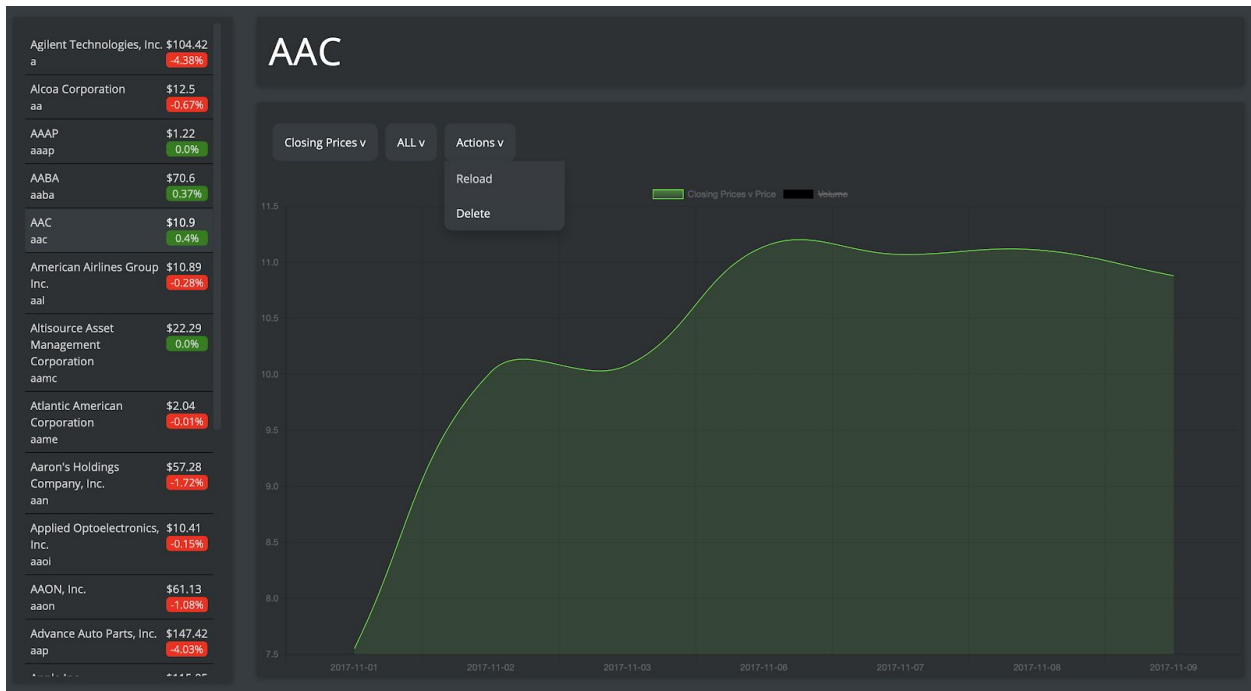 Agilent Technologies, Inc. $104.42
a -4.38%
Alcoa Corporation $12.5
aa -0.67%
AAAP $1.22
aaap 0.0%
AABA $70.6
aaba 0.37%
AAC $10.9
aac 0.4%
American Airlines Group $10.89
Inc. -0.28%
aal
Altisource Asset $22.29
Management 0.0%
Corporation
aamc
Atlantic American $2.04
Corporation -0.01%
aame
Aaron's Holdings $57.28
Company, Inc. -1.72%
aan
Applied Optoelectronics, $10.41
Inc. -0.15%
aaoi
AAON, Inc. $61.13
aaon -1.08%
Advance Auto Parts, Inc. $147.42
aap -4.03%
AAC
Closing Prices v ALL v Actions v
Reload
Delete
Closing Prices v Price Volume
11.5
11.0
10.5
10.0
9.5
9.0
8.5
8.0
7.5
2017-11-01 2017-11-02 2017-11-03 2017-11-06 2017-11-07 2017-11-08 2017-11-09